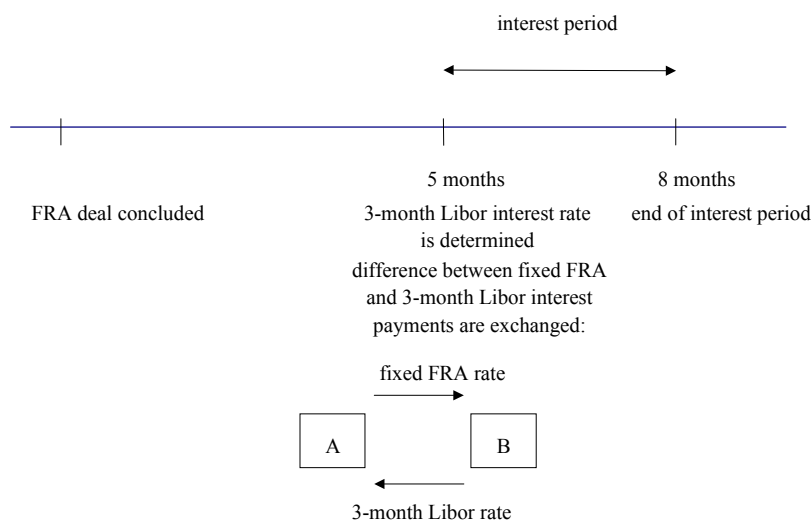 interest period
5 months
8 months
FRA deal concluded
3-month Libor interest rate
is determined
end of interest period
difference between fixed FRA
and 3-month Libor interest
payments are exchanged:
fixed FRA rate
A
B
3-month Libor rate